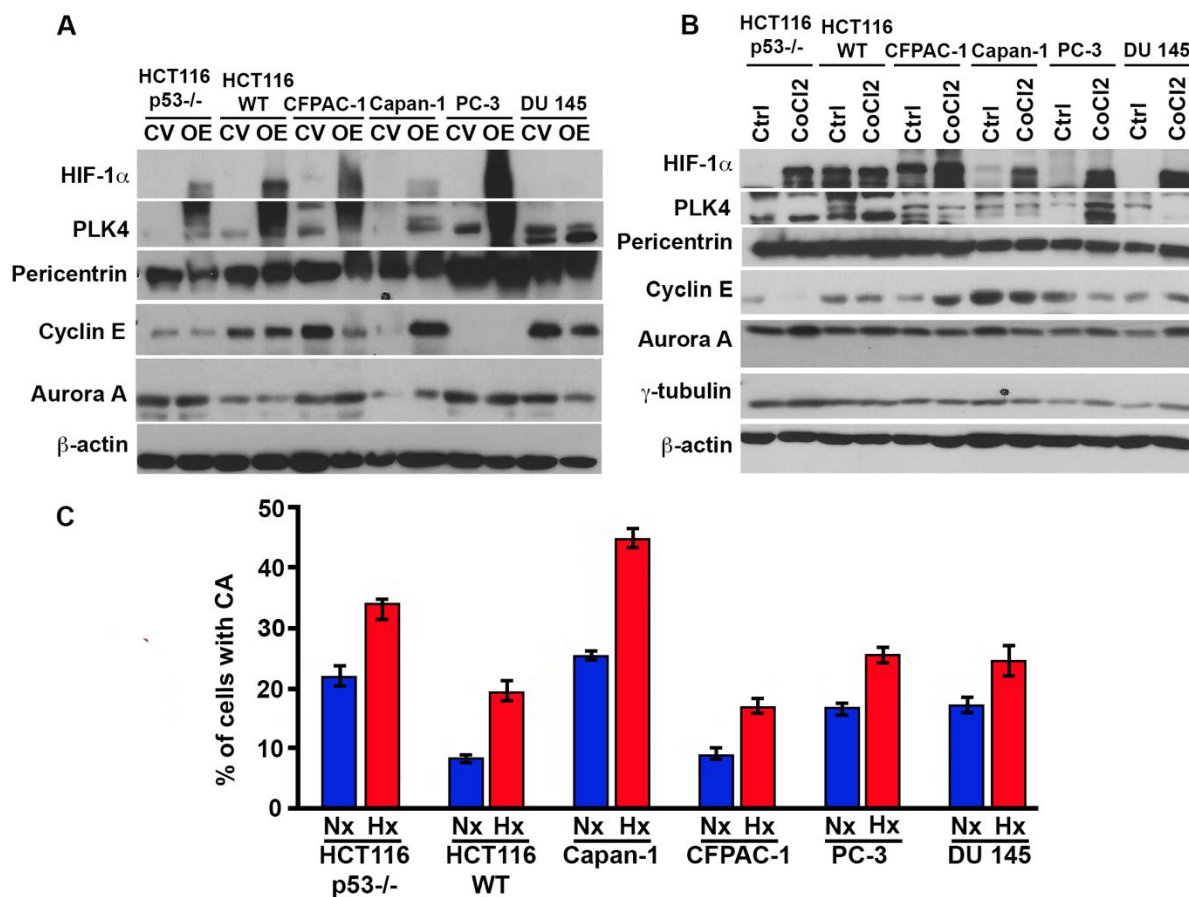 A
HCT116 p53-/- HCT116 WT CFPAC-1 Capan-1 PC-3 DU 145
CV OE CV OE CV OE CV OE CV OE CV OE
HIF-1α
PLK4
Pericentrin
Cyclin E
Aurora A
β-actin
B
HCT116 p53-/- HCT116 WT CFPAC-1 Capan-1 PC-3 DU 145
Ctrl CoCl2 Ctrl CoCl2 Ctrl CoCl2 Ctrl CoCl2 Ctrl CoCl2 Ctrl CoCl2
HIF-1α
PLK4
Pericentrin
Cyclin E
Aurora A
γ-tubulin
β-actin
C
% of cells with CA
50
40
30
20
10
0
Nx Hx Nx Hx Nx Hx Nx Hx Nx Hx Nx Hx
HCT116 p53-/- HCT116 WT Capan-1 CFPAC-1 PC-3 DU 145